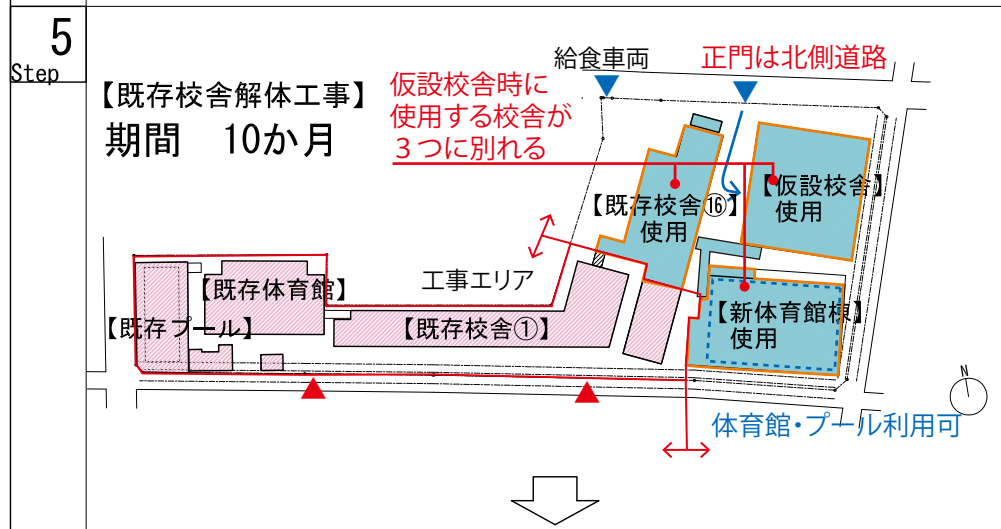 5
Step
【既存校舎解体工事】
期間　10か月
給食車両
正門は北側道路
仮設校舎時に
使用する校舎が
３つに別れる
【仮設校舎】
使用
【既存校舎⑯】
使用
工事エリア
【既存体育館】
【既存プール】
【既存校舎①】
【新体育館棟】
使用
N
体育館・プール利用可